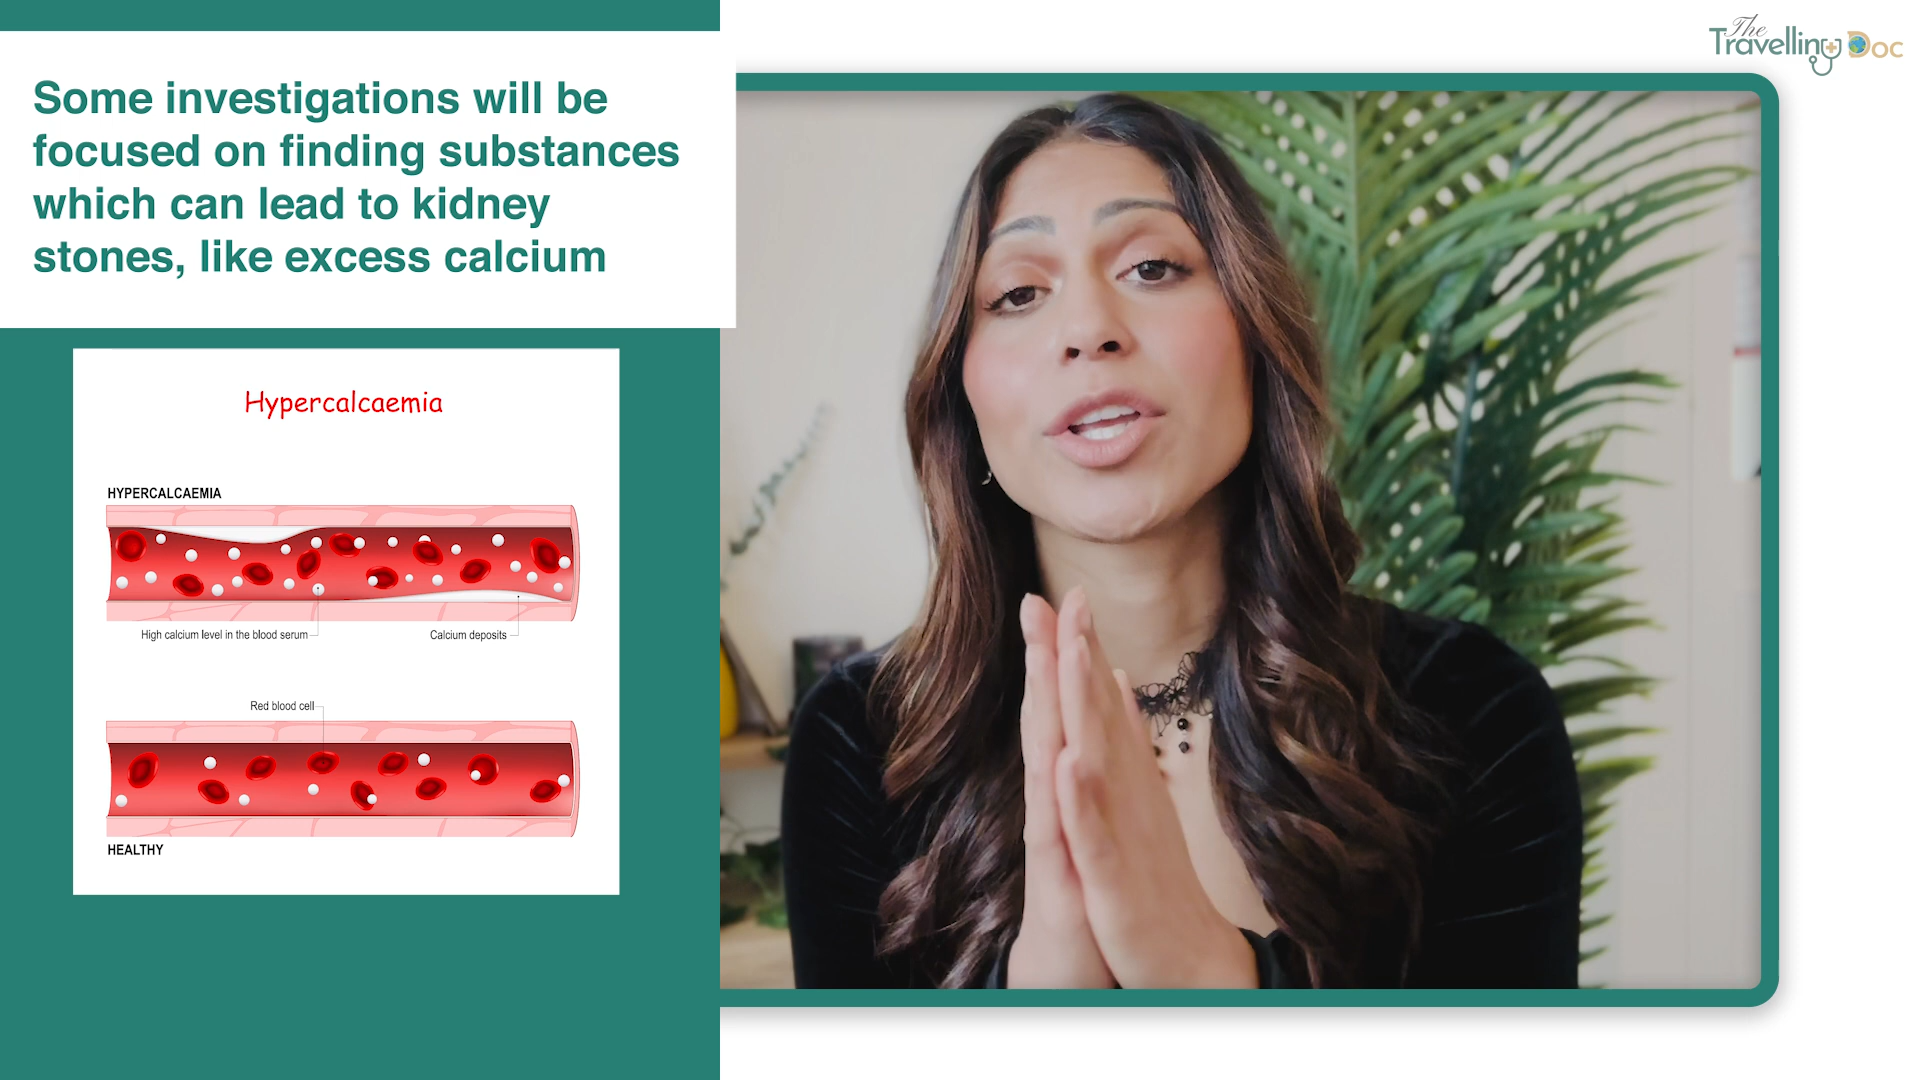 The
Travelling Doc
Some investigations will be
focused on finding substances
which can lead to kidney
stones, like excess calcium
Hypercalcaemia
HYPERCALCAEMIA
High calcium level in the blood serum
Calcium deposits
Red blood cell
HEALTHY